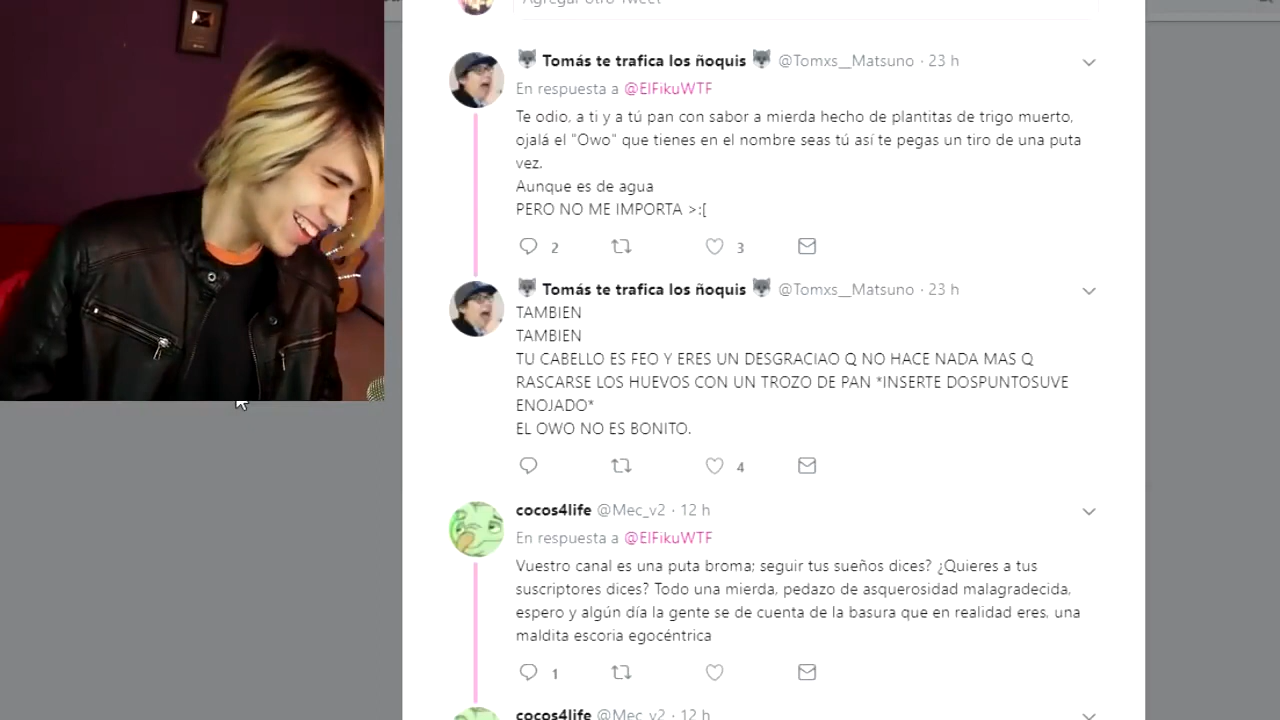 Agregar otro Tweet
Tomás te trafica los ñoquis @Tomxs__Matsuno · 23 h
En respuesta a @ElFikuWTF
Te odio, a ti y a tú pan con sabor a mierda hecho de plantitas de trigo muerto,
ojalá el "Owo" que tienes en el nombre seas tú así te pegas un tiro de una puta
vez.
Aunque es de agua
PERO NO ME IMPORTA >:[
2 3
Tomás te trafica los ñoquis @Tomxs__Matsuno · 23 h
TAMBIEN
TAMBIEN
TU CABELLO ES FEO Y ERES UN DESGRACIAO Q NO HACE NADA MAS Q
RASCARSE LOS HUEVOS CON UN TROZO DE PAN *INSERTE DOSPUNTOSUVE
ENOJADO*
EL OWO NO ES BONITO.
4
cocos4life @Mec_v2 · 12 h
En respuesta a @ElFikuWTF
Vuestro canal es una puta broma; seguir tus sueños dices? ¿Quieres a tus
suscriptores dices? Todo una mierda, pedazo de asquerosidad malagradecida,
espero y algún día la gente se de cuenta de la basura que en realidad eres, una
maldita escoria egocéntrica
1
cocos4life @Mec_v2 · 12 h